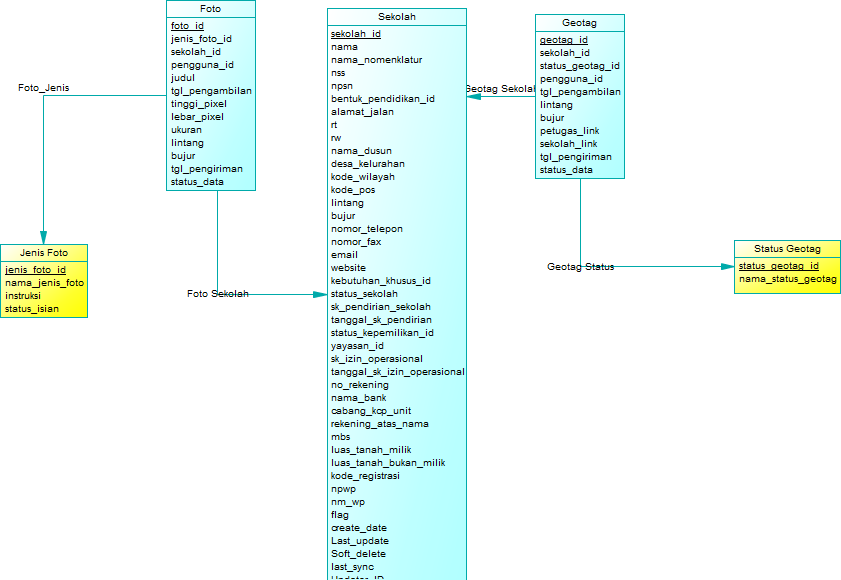 Foto
foto_id
jenis_foto_id
sekolah_id
pengguna_id
judul
tgl_pengambilan
tinggi_pixel
lebar_pixel
ukuran
lintang
bujur
tgl_pengiriman
status_data
Foto_Jenis
Jenis Foto
jenis_foto_id
nama_jenis_foto
instruksi
status_isian
Foto Sekolah
Sekolah
sekolah_id
nama
nama_nomenklatur
nss
npsn
bentuk_pendidikan_id
alamat_jalan
rt
rw
nama_dusun
desa_kelurahan
kode_wilayah
kode_pos
lintang
bujur
nomor_telepon
nomor_fax
email
website
kebutuhan_khusus_id
status_sekolah
sk_pendirian_sekolah
tanggal_sk_pendirian
status_kepemilikan_id
yayasan_id
sk_izin_operasional
tanggal_sk_izin_operasional
no_rekening
nama_bank
cabang_kcp_unit
rekening_atas_nama
mbs
luas_tanah_milik
luas_tanah_bukan_milik
kode_registrasi
npwp
nm_wp
flag
create_date
Last_update
Soft_delete
last_sync
Updater_ID
Geotag Sekolah
Geotag
geotag_id
sekolah_id
status_geotag_id
pengguna_id
tgl_pengambilan
lintang
bujur
petugas_link
sekolah_link
tgl_pengiriman
status_data
Geotag Status
Status Geotag
status_geotag_id
nama_status_geotag